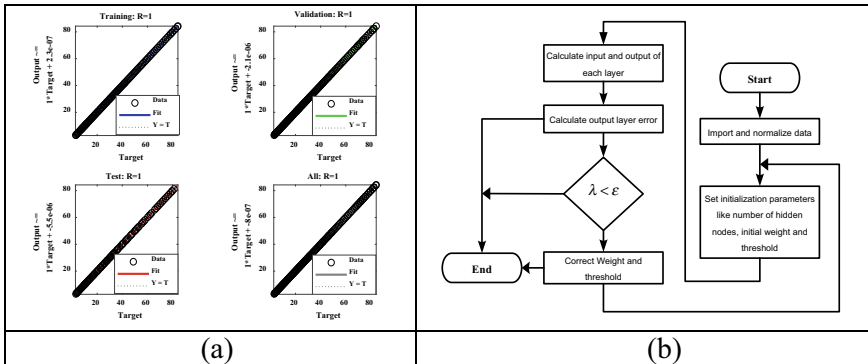 Training: R=1
Output ~=
1*Target + 2.3e-07
80
60
40
20
Data
Fit
Y = T
20 40 60 80
Target
Validation: R=1
Output ~=
1*Target + -2.1e-06
80
60
40
20
Data
Fit
Y = T
20 40 60 80
Target
Test: R=1
Output ~=
1*Target + -5.5e-06
80
60
40
20
Data
Fit
Y = T
20 40 60 80
Target
All: R=1
Output ~=
1*Target + -8e-07
80
60
40
20
Data
Fit
Y = T
20 40 60 80
Target
(a)
Calculate input and output of
each layer
Calculate output layer error
λ < ε
Correct Weight and
threshold
End
Start
Import and normalize data
Set initialization parameters
like number of hidden
nodes, initial weight and
threshold
(b)